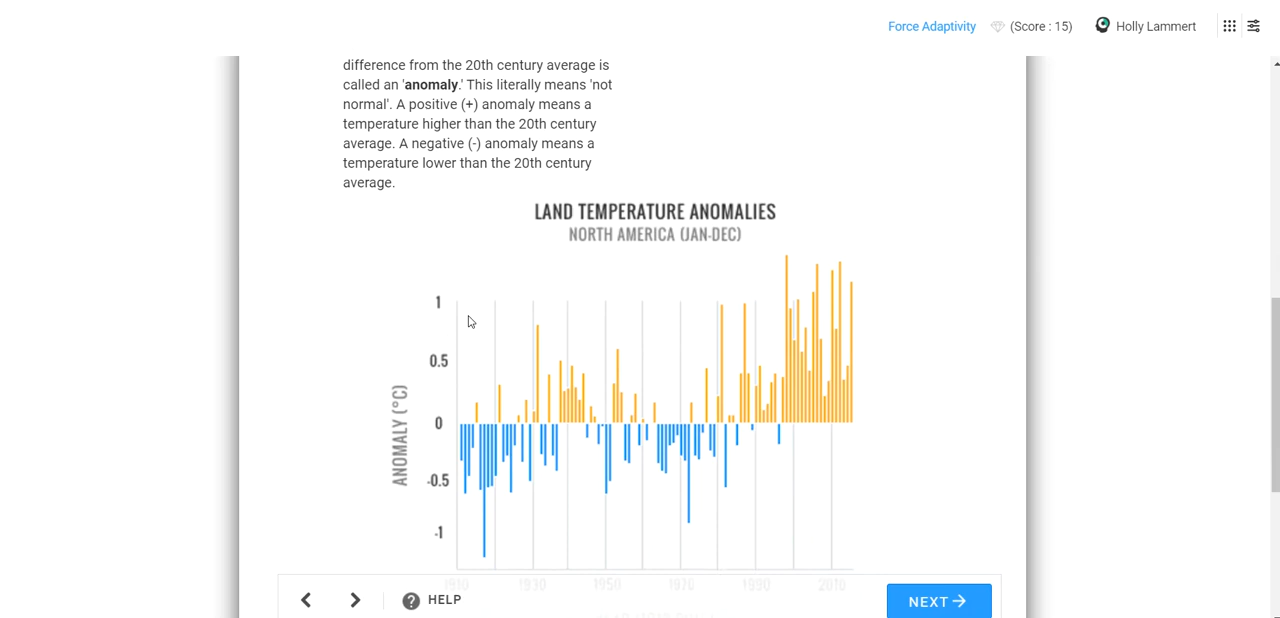 Force Adaptivity (Score : 15) Holly Lammert
difference from the 20th century average is
called an 'anomaly.' This literally means 'not
normal'. A positive (+) anomaly means a
temperature higher than the 20th century
average. A negative (-) anomaly means a
temperature lower than the 20th century
average.
LAND TEMPERATURE ANOMALIES
NORTH AMERICA (JAN-DEC)
1
0.5
0
-0.5
-1
ANOMALY (°C)
1910 1930 1950 1970 1990 2010
? HELP
NEXT